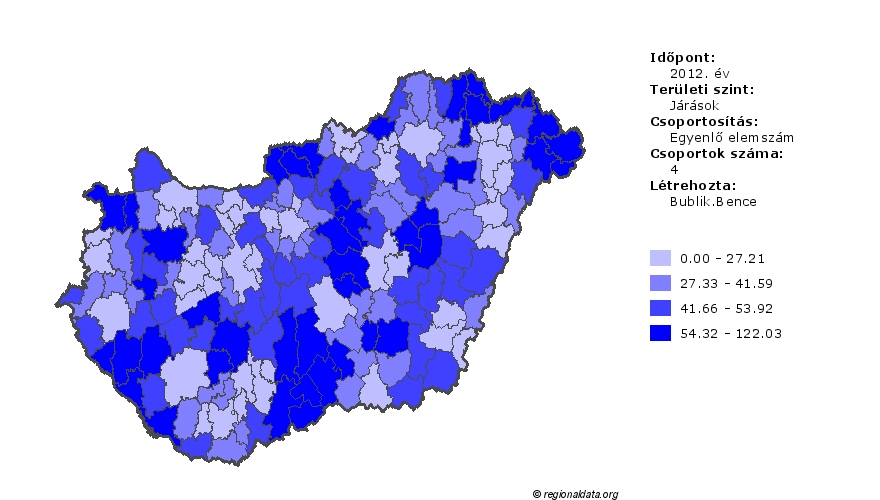 Időpont:
2012. év
Területi szint:
Járások
Csoportosítás:
Egyenlő elemszám
Csoportok száma:
4
Létrehozta:
Bublik.Bence
0.00 - 27.21
27.33 - 41.59
41.66 - 53.92
54.32 - 122.03
© regionaldata.org